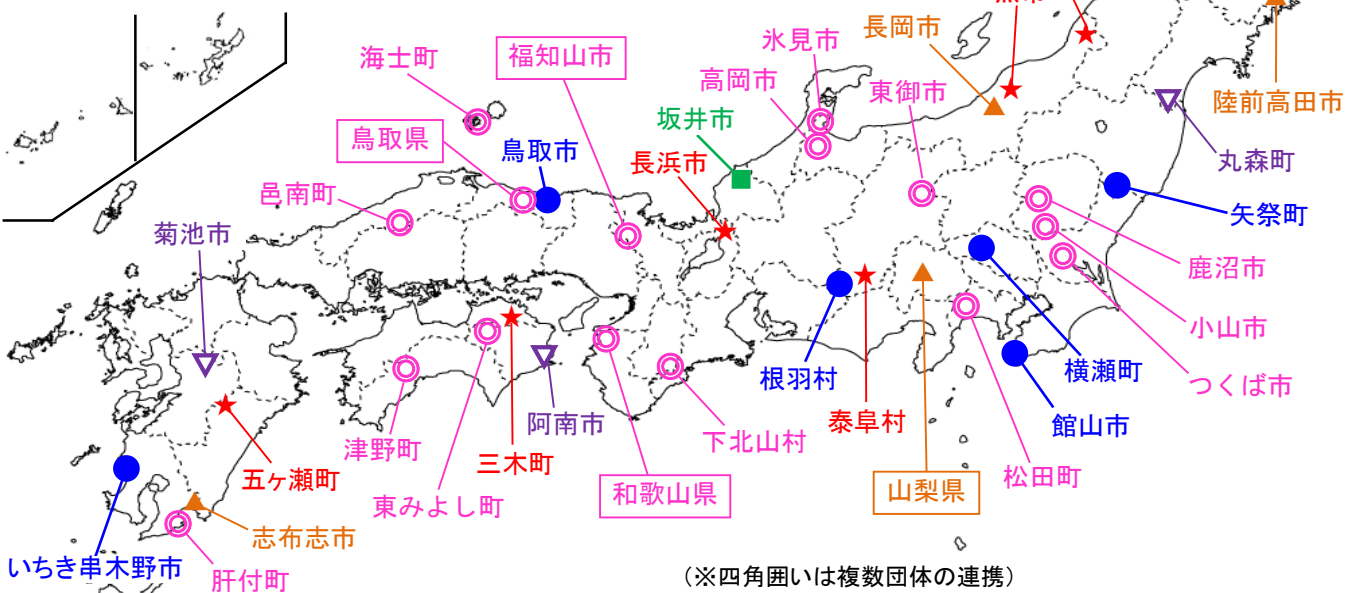 長岡市
氷見市
海士町
福知山市
高岡市
東御市
陸前高田市
坂井市
鳥取県
鳥取市
長浜市
丸森町
邑南町
矢祭町
菊池市
鹿沼市
小山市
横瀬町
つくば市
根羽村
泰阜村
館山市
阿南市
下北山村
津野町
三木町
五ヶ瀬町
松田町
山梨県
和歌山県
東みよし町
志布志市
いちき串木野市
肝付町
(※四角囲いは複数団体の連携)